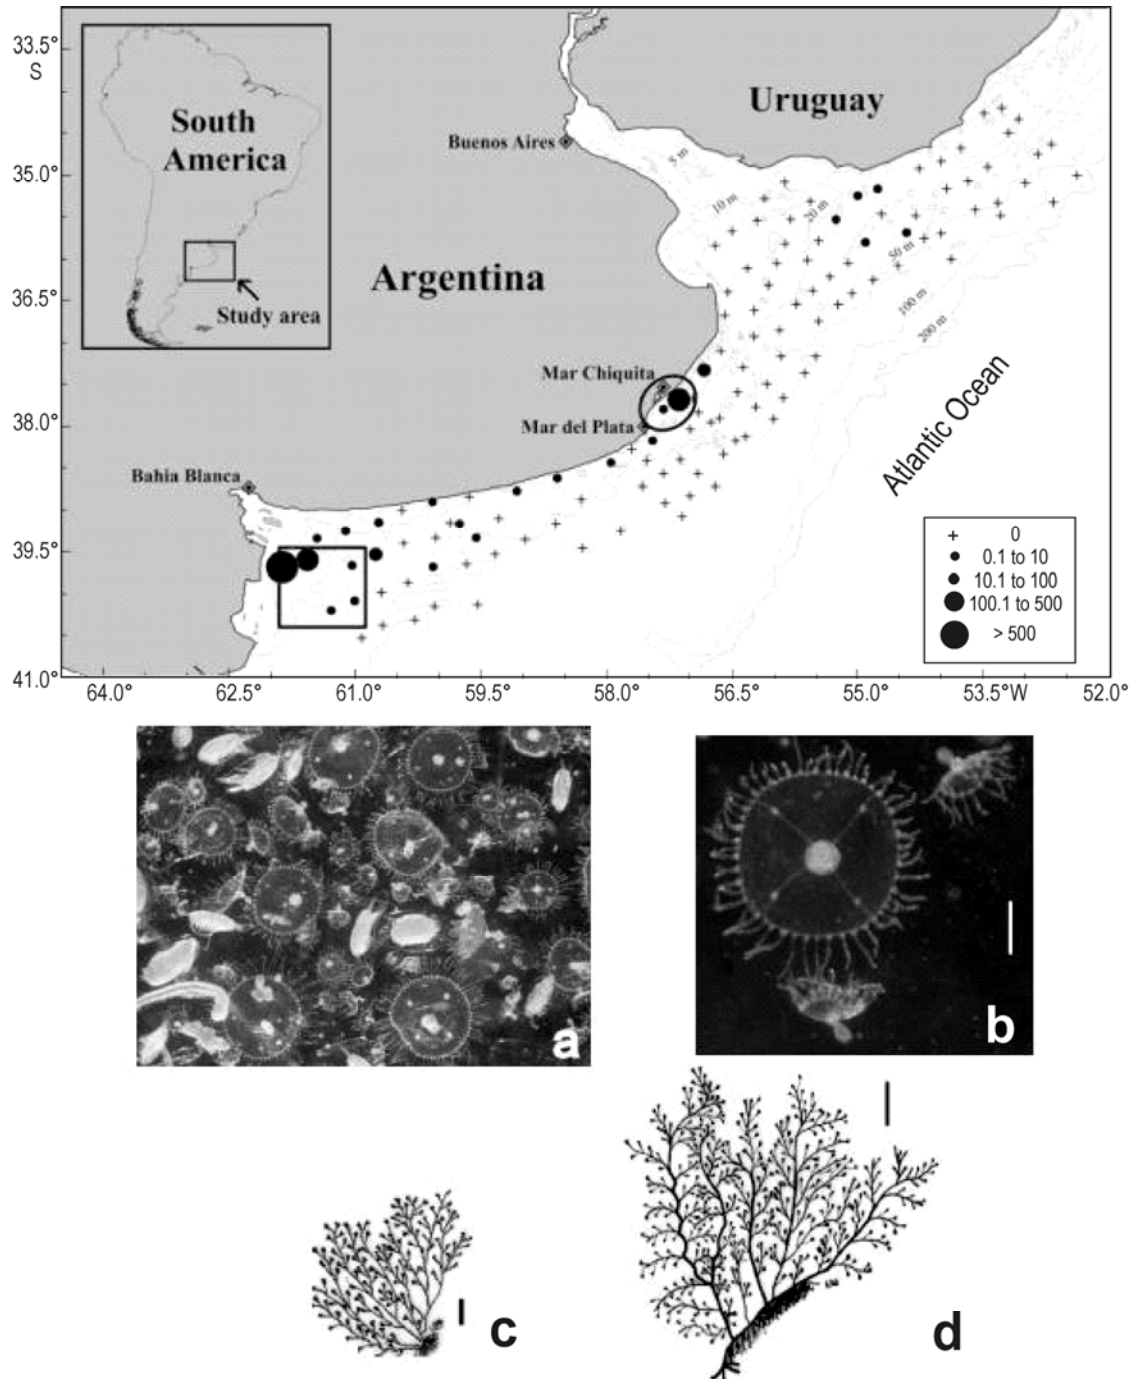 33.5°
S
35.0°
36.5°
38.0°
39.5°
41.0°
South
America
Study area
Uruguay
Buenos Aires
Argentina
5 m
10 m
20 m
50 m
100 m
200 m
Mar Chiquita
Mar del Plata
Bahia Blanca
Atlantic Ocean
0
0.1 to 10
10.1 to 100
100.1 to 500
> 500
64.0° 62.5° 61.0° 59.5° 58.0° 56.5° 55.0° 53.5°W 52.0°
a
b
c
d